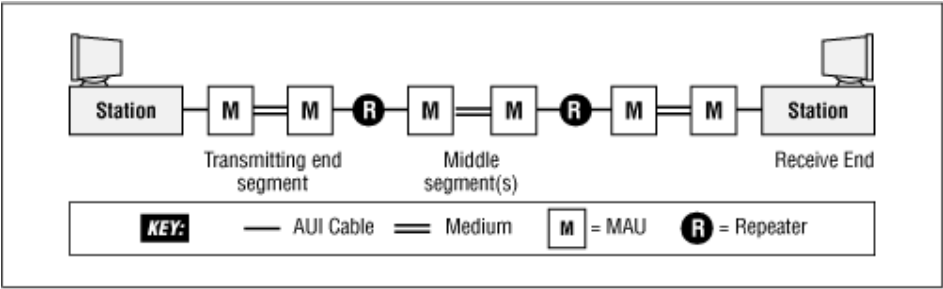 Station M M R M M R M M Station
Transmitting end Middle Receive End
segment segment(s)
KEY: AUI Cable Medium M = MAU R = Repeater